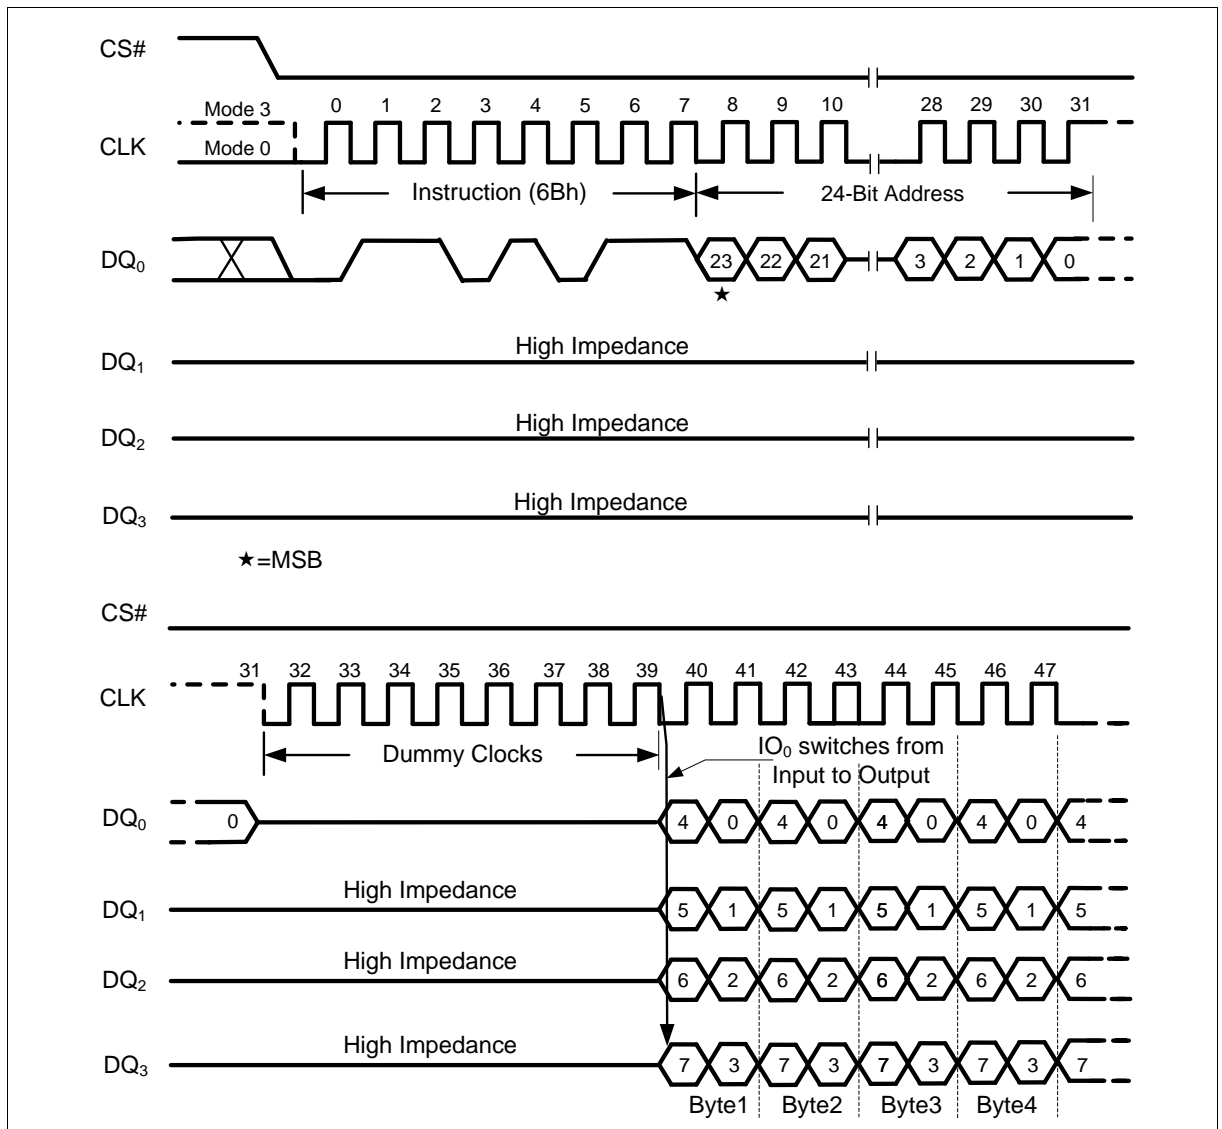 CS#
Mode 3 0 1 2 3 4 5 6 7 8 9 10 28 29 30 31
CLK Mode 0
Instruction (6Bh) 24-Bit Address
DQ0 23 22 21 3 2 1 0
★
High Impedance
DQ1
High Impedance
DQ2
High Impedance
DQ3
★=MSB
CS#
31 32 33 34 35 36 37 38 39 40 41 42 43 44 45 46 47
CLK
Dummy Clocks
IO0 switches from
Input to Output
DQ0 0 4 0 4 0 4 0 4 0 4
High Impedance
DQ1 5 1 5 1 5 1 5 1 5
High Impedance
DQ2 6 2 6 2 6 2 6 2 6
High Impedance
DQ3 7 3 7 3 7 3 7 3 7
Byte1 Byte2 Byte3 Byte4